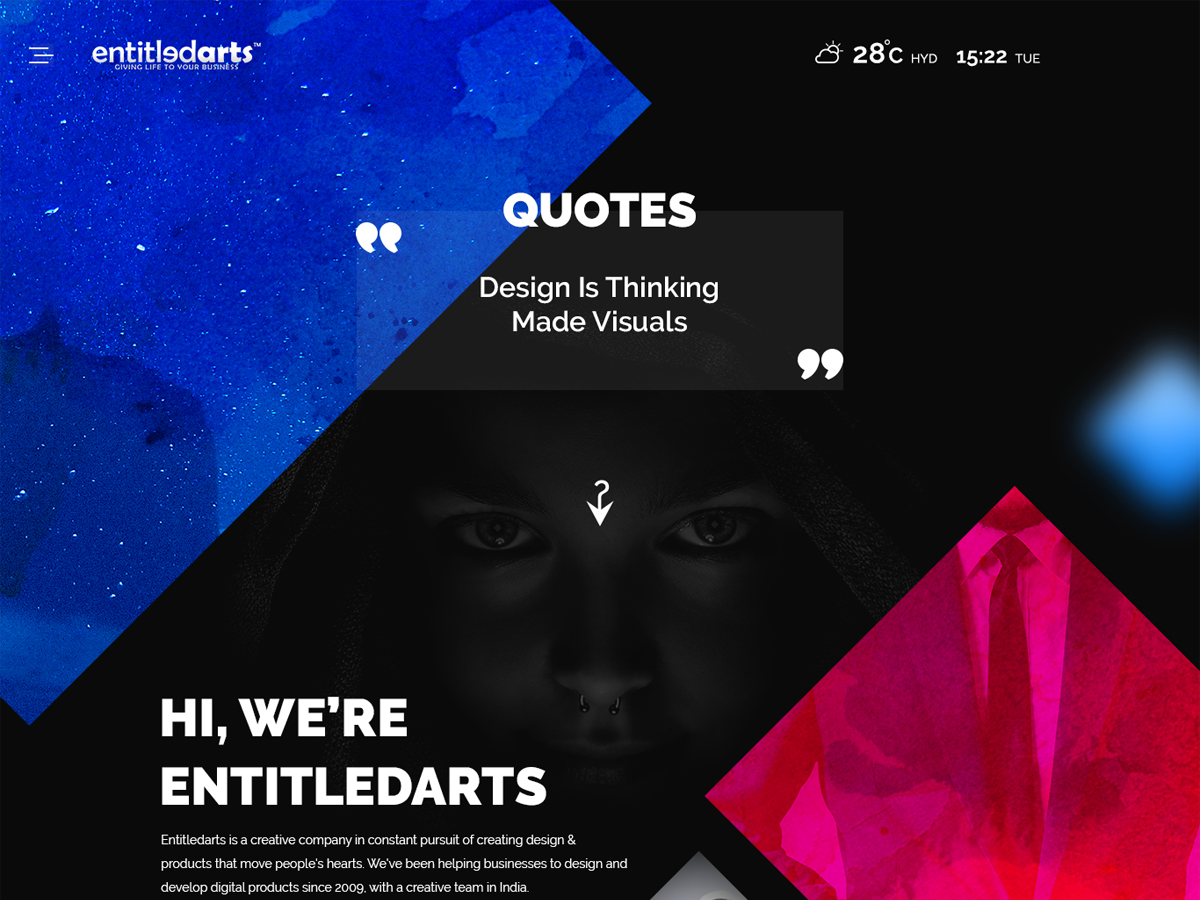 entitledarts™
GIVING LIFE TO YOUR BUSINESS
28°C HYD 15:22 TUE
QUOTES
Design Is Thinking
Made Visuals
HI, WE’RE
ENTITLEDARTS
Entitledarts is a creative company in constant pursuit of creating design &
products that move people's hearts. We've been helping businesses to design and
develop digital products since 2009, with a creative team in India.